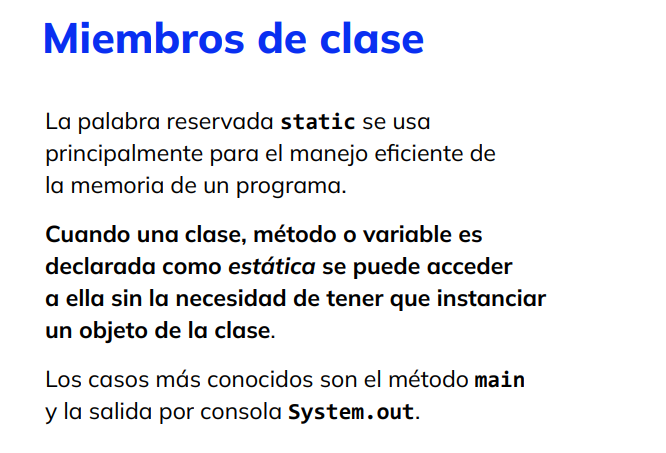 Miembros de clase
La palabra reservada static se usa
principalmente para el manejo eficiente de
la memoria de un programa.
Cuando una clase, método o variable es
declarada como estática se puede acceder
a ella sin la necesidad de tener que instanciar
un objeto de la clase.
Los casos más conocidos son el método main
y la salida por consola System.out.